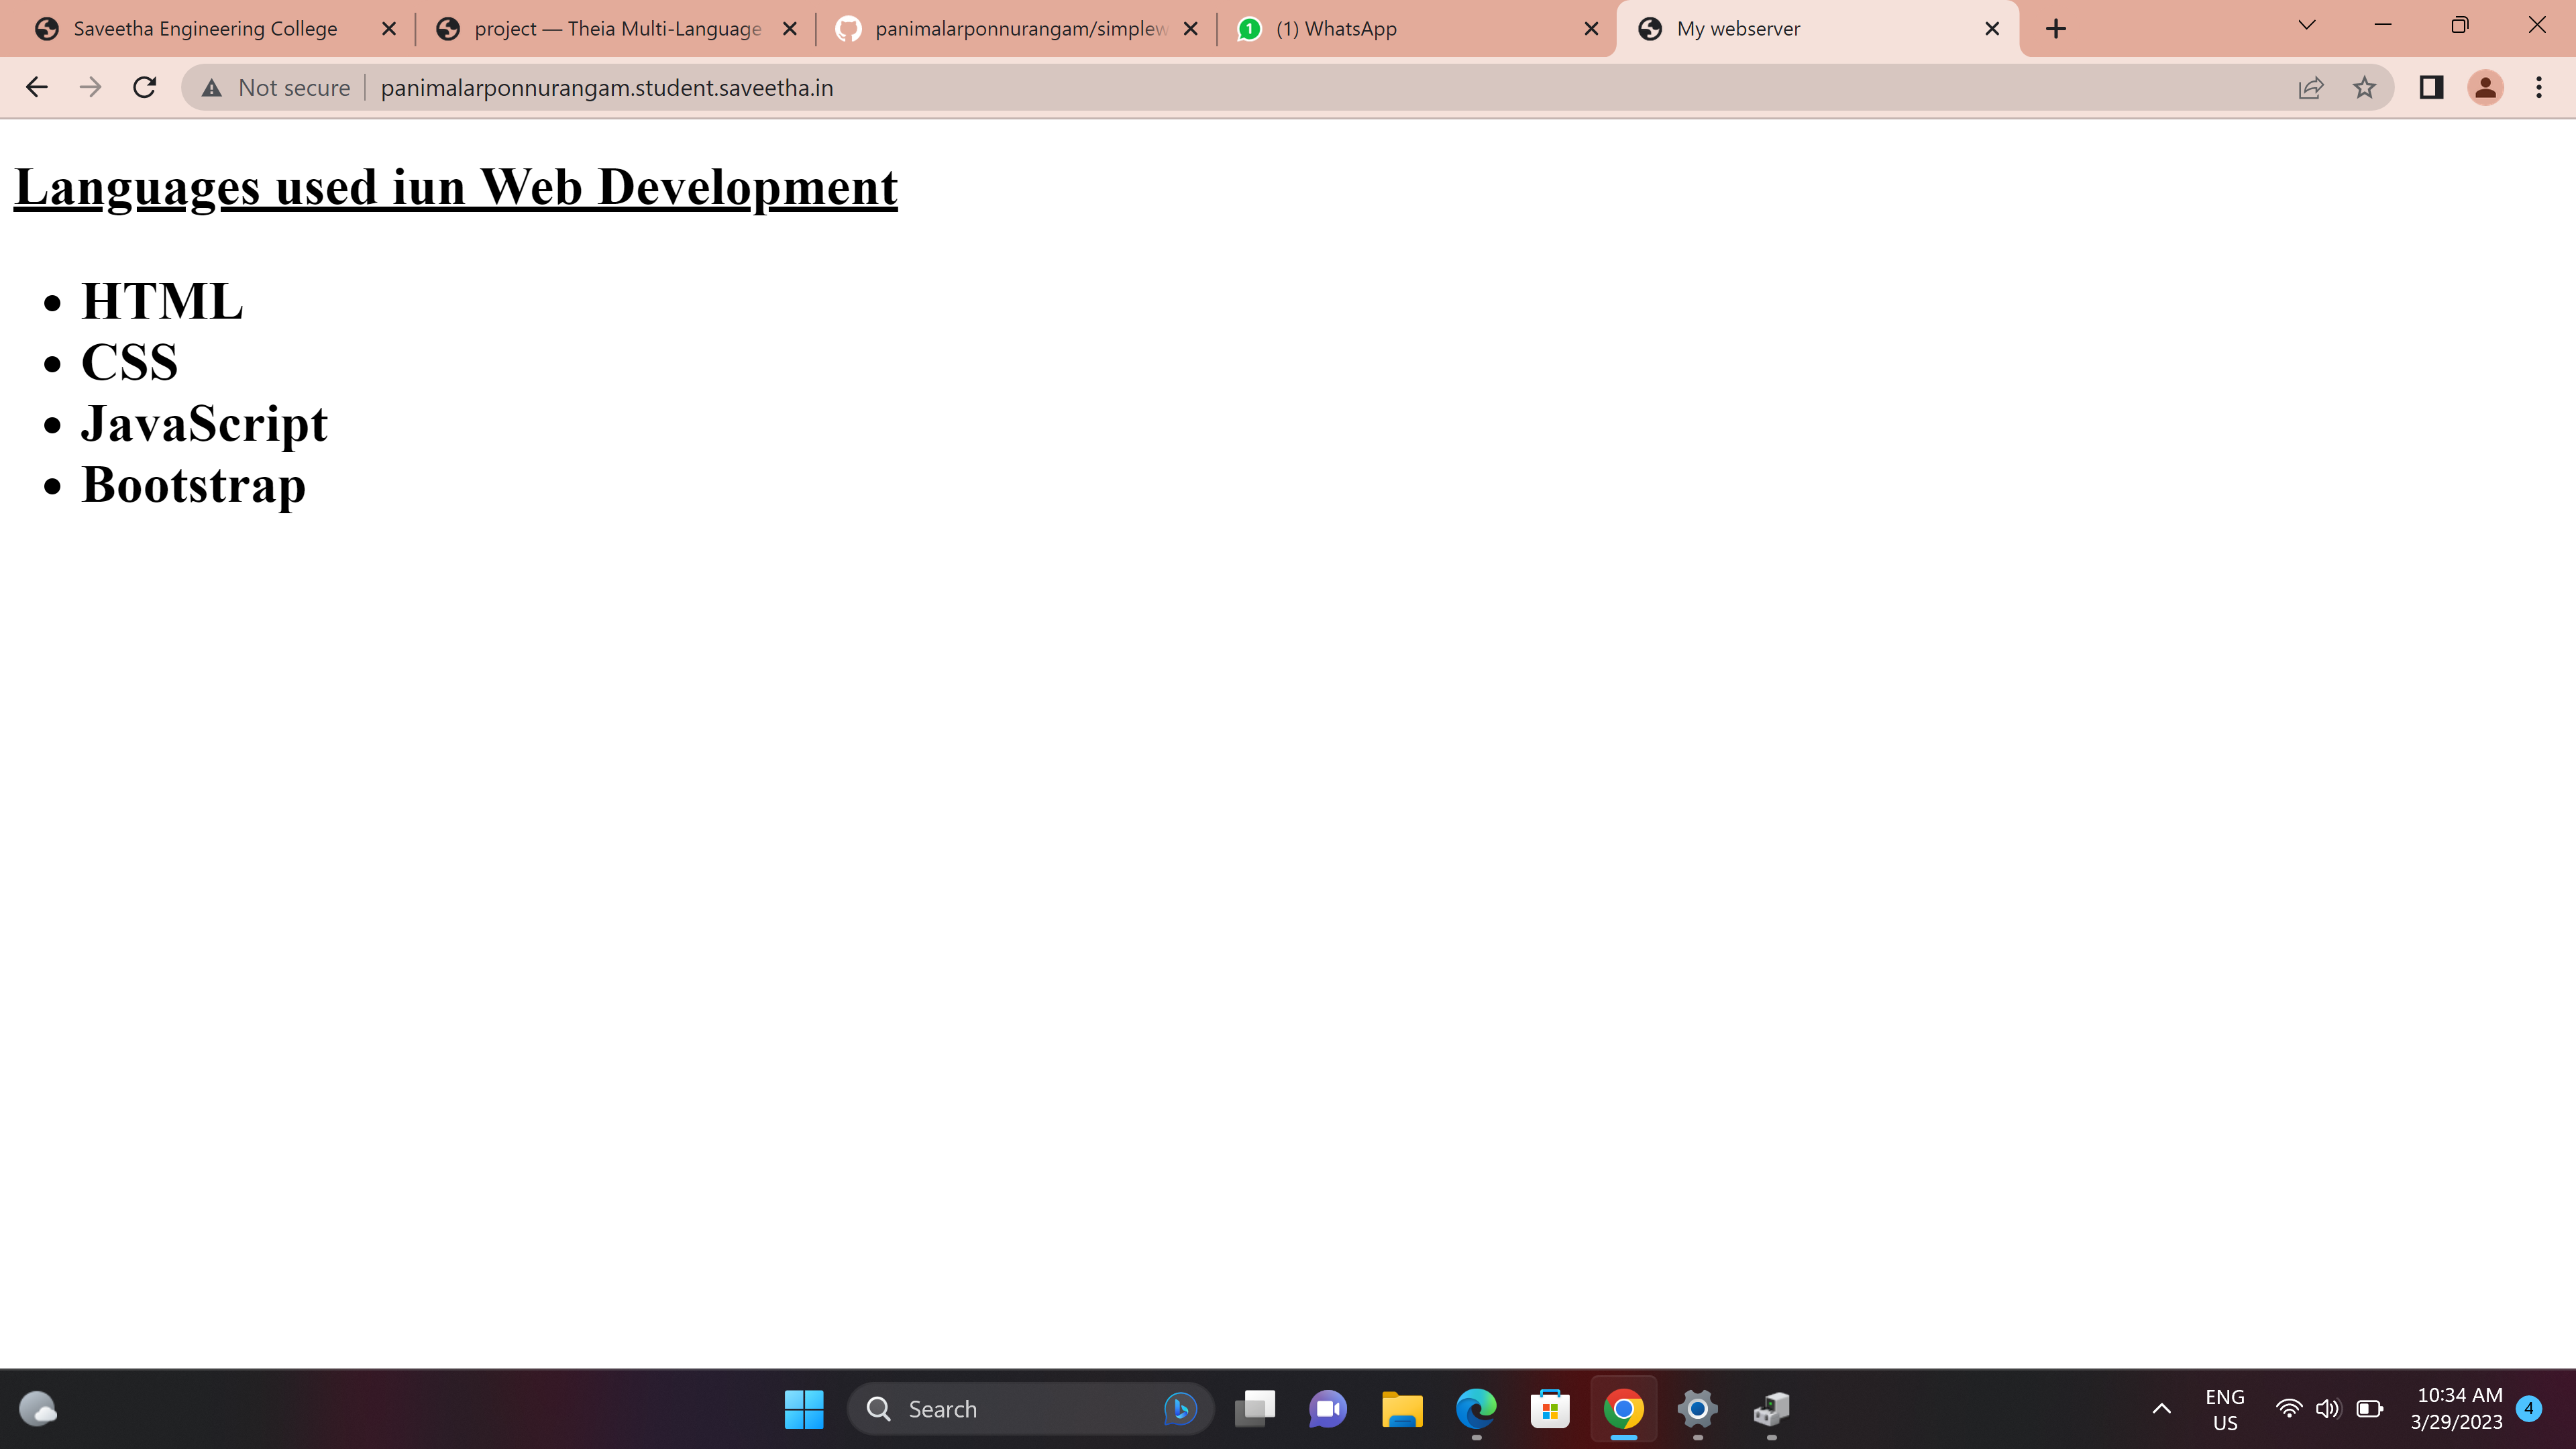 Saveetha Engineering College
project — Theia Multi-Language
panimalarponnurangam/simplew
1 (1) WhatsApp
My webserver
Not secure panimalarponnurangam.student.saveetha.in
Languages used iun Web Development
• HTML
• CSS
• JavaScript
• Bootstrap
Search
ENG
US
10:34 AM
3/29/2023
4